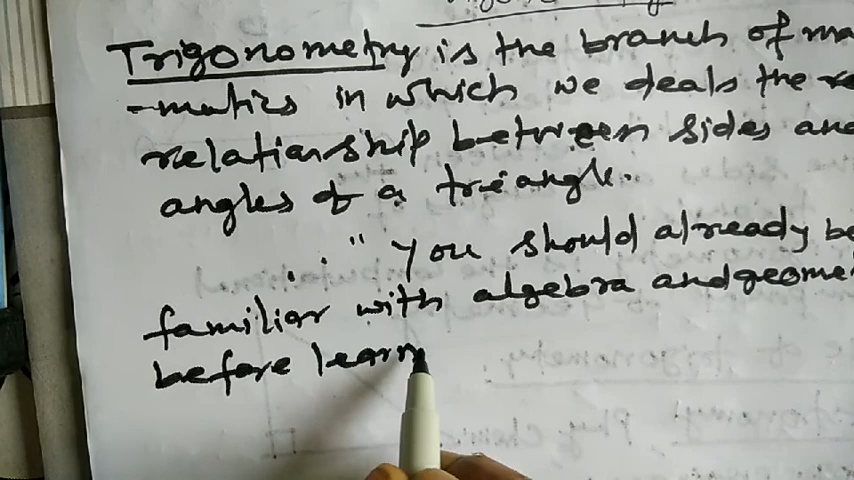 Trigonometry is the branch of ma
-matics in which we deals the re
relationship between sides and
angles of a triangle.
" you should already be
familiar with algebra and geome
before learn